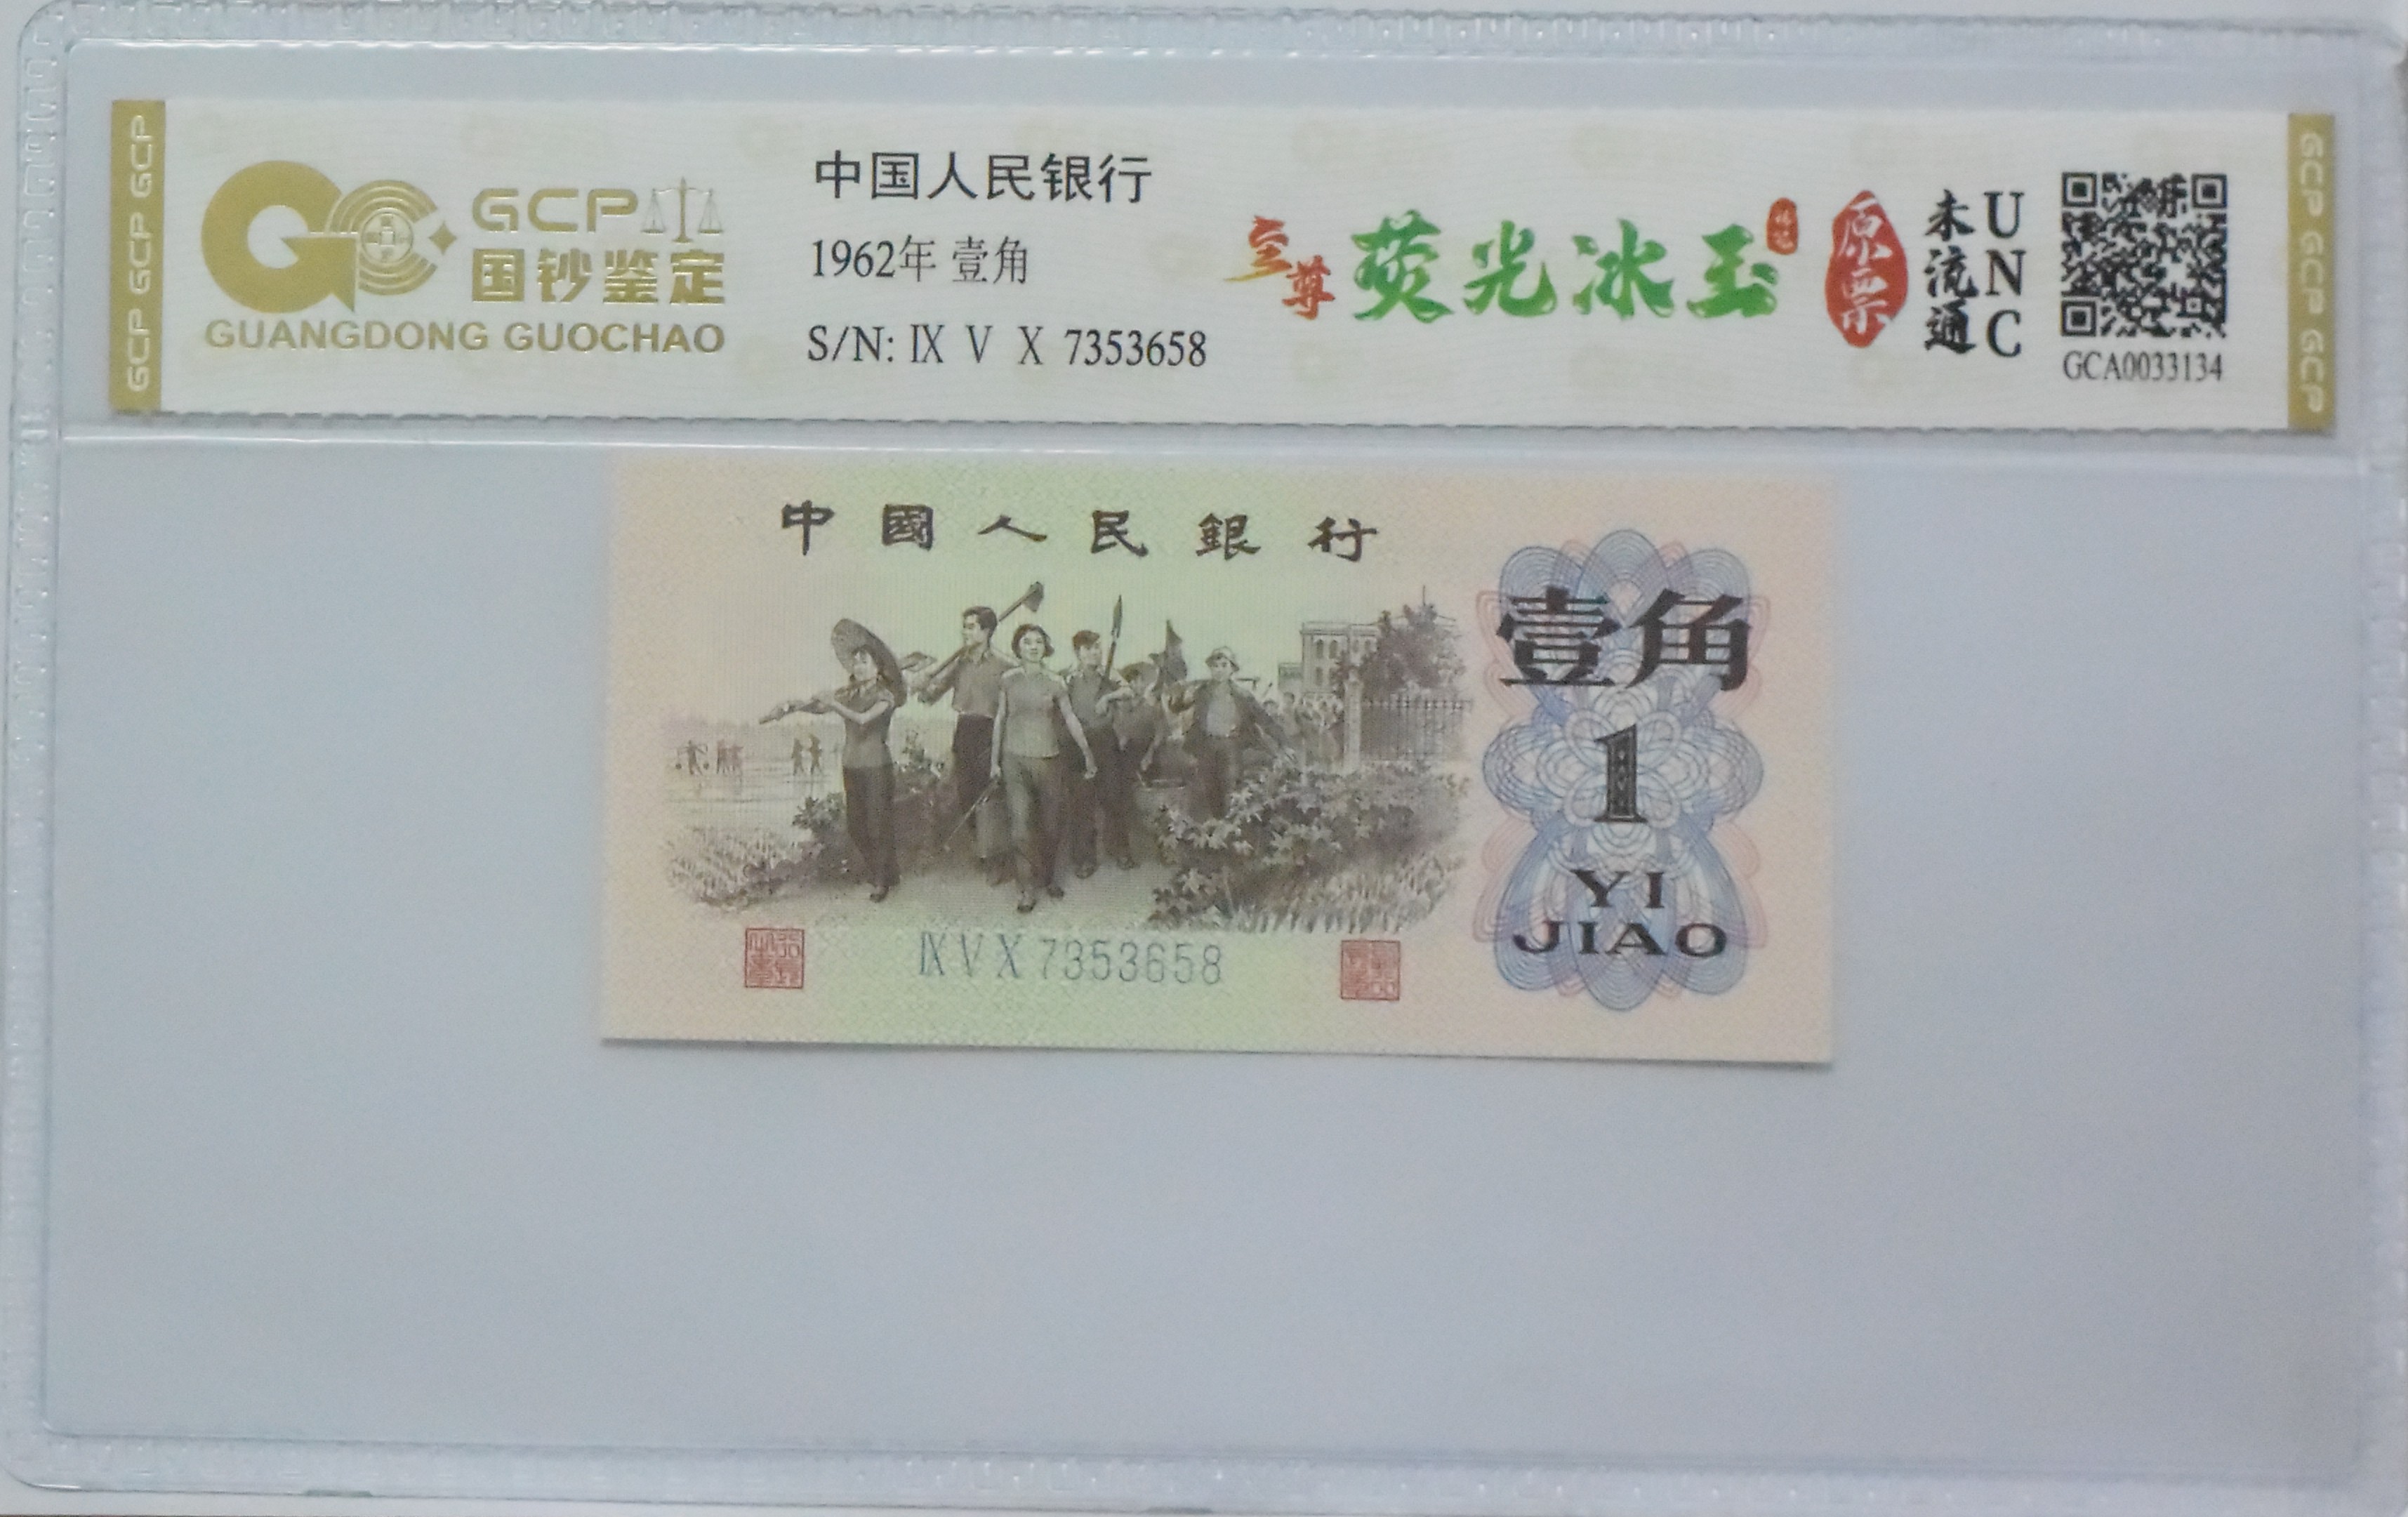 GCP GCP GCP
GCP
国钞鉴定
GUANGDONG GUOCHAO
中国人民银行
1962年 壹角
S/N: IX V X 7353658
至尊 荧光冰玉
原票
未流通
UNC
GCA0033134
GCP GCP GCP
中國人民銀行
壹角
1
YI
JIAO
IX V X 7353658